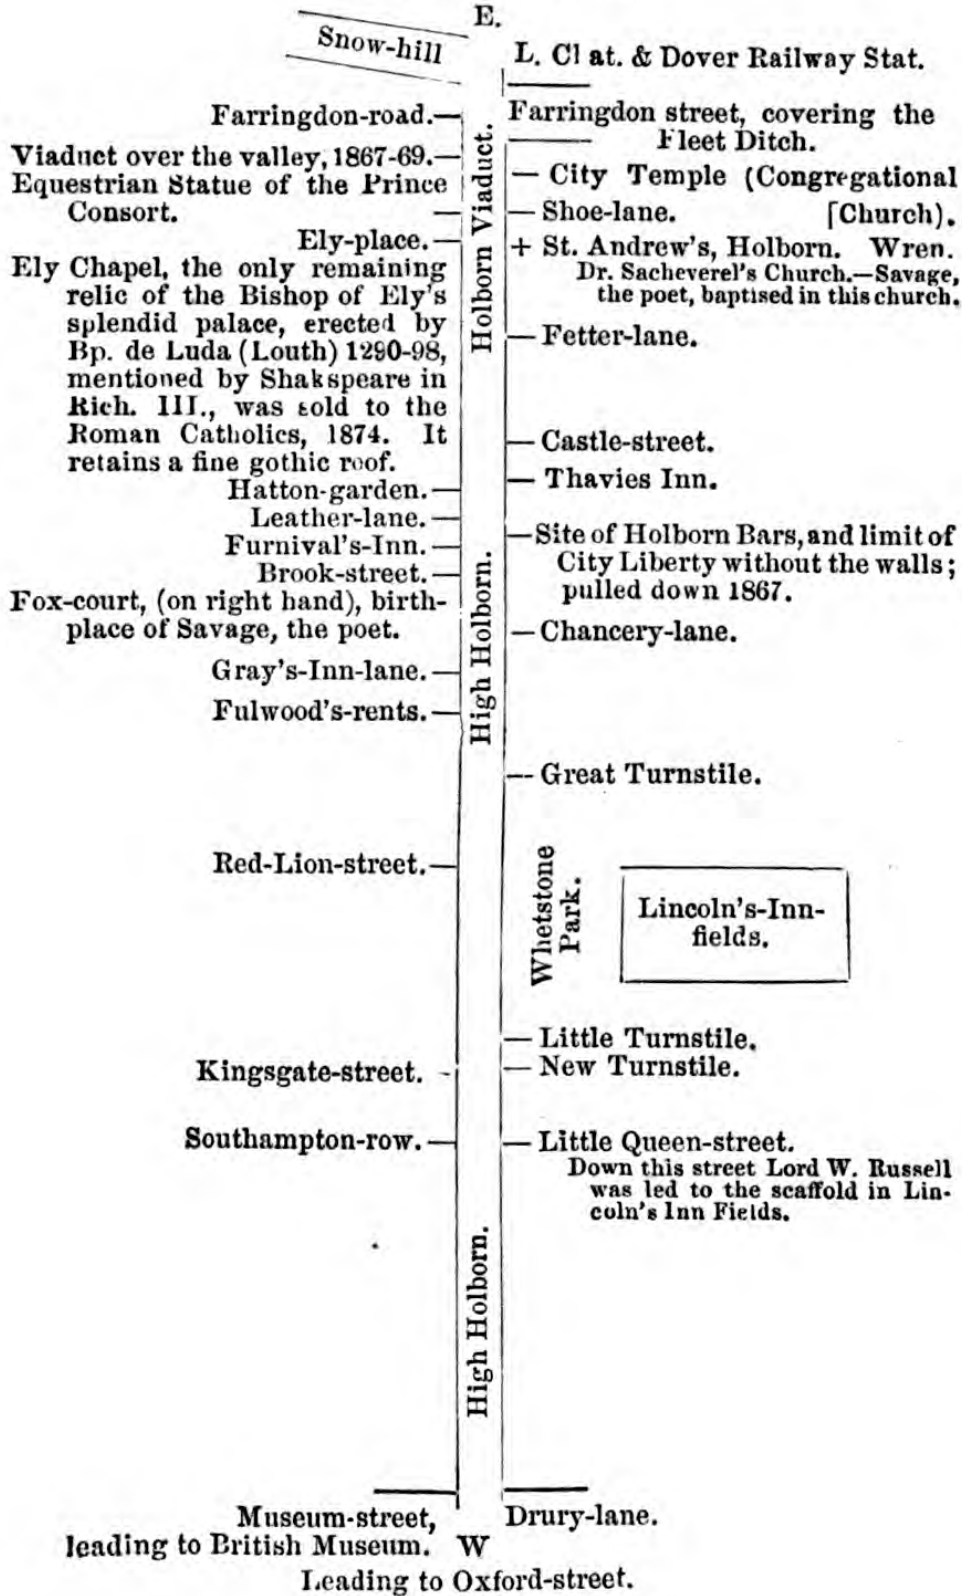 E.
Snow-hill
L. Chat. & Dover Railway Stat.
Farringdon-road.
Viaduct over the valley, 1867-69.
Equestrian Statue of the Prince
Consort.
Ely-place.
Ely Chapel, the only remaining
relic of the Bishop of Ely's
splendid palace, erected by
Bp. de Luda (Louth) 1290-98,
mentioned by Shakspeare in
Rich. III., was sold to the
Roman Catholics, 1874. It
retains a fine gothic roof.
Hatton-garden.
Leather-lane.
Furnival's-Inn.
Brook-street.
Fox-court, (on right hand), birth-
place of Savage, the poet.
Gray's-Inn-lane.
Fulwood's-rents.
Red-Lion-street.
Kingsgate-street.
Southampton-row.
Museum-street,
leading to British Museum.
Holborn Viaduct.
High Holborn.
High Holborn.
Farringdon street, covering the
Fleet Ditch.
City Temple (Congregational
Shoe-lane. [Church).
+ St. Andrew's, Holborn. Wren.
Dr. Sacheverel's Church.—Savage,
the poet, baptised in this church.
Fetter-lane.
Castle-street.
Thavies Inn.
Site of Holborn Bars, and limit of
City Liberty without the walls;
pulled down 1867.
Chancery-lane.
Great Turnstile.
Whetstone
Park.
Lincoln's-Inn-
fields.
Little Turnstile.
New Turnstile.
Little Queen-street.
Down this street Lord W. Russell
was led to the scaffold in Lin-
coln's Inn Fields.
Drury-lane.
W
Leading to Oxford-street.